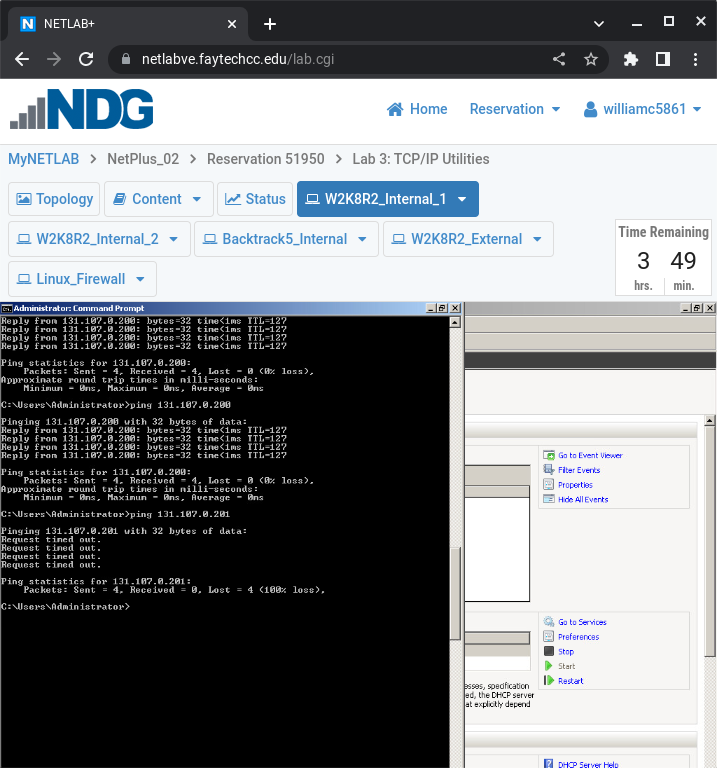 NETLAB+
netlabve.faytechcc.edu/lab.cgi
NDG
Home
Reservation
williamc5861
MyNETLAB > NetPlus_02 > Reservation 51950 > Lab 3: TCP/IP Utilities
Topology
Content
Status
W2K8R2_Internal_1
W2K8R2_Internal_2
Backtrack5_Internal
W2K8R2_External
Linux_Firewall
Time Remaining
3 49
hrs. min.
Administrator: Command Prompt
Reply from 131.107.0.200: bytes=32 time<1ms TTL=127
Reply from 131.107.0.200: bytes=32 time<1ms TTL=127
Reply from 131.107.0.200: bytes=32 time<1ms TTL=127
Reply from 131.107.0.200: bytes=32 time<1ms TTL=127
Ping statistics for 131.107.0.200:
Packets: Sent = 4, Received = 4, Lost = 0 (0% loss),
Approximate round trip times in milli-seconds:
Minimum = 0ms, Maximum = 0ms, Average = 0ms
C:\Users\Administrator>ping 131.107.0.200
Pinging 131.107.0.200 with 32 bytes of data:
Reply from 131.107.0.200: bytes=32 time<1ms TTL=127
Reply from 131.107.0.200: bytes=32 time<1ms TTL=127
Reply from 131.107.0.200: bytes=32 time<1ms TTL=127
Reply from 131.107.0.200: bytes=32 time<1ms TTL=127
Ping statistics for 131.107.0.200:
Packets: Sent = 4, Received = 4, Lost = 0 (0% loss),
Approximate round trip times in milli-seconds:
Minimum = 0ms, Maximum = 0ms, Average = 0ms
C:\Users\Administrator>ping 131.107.0.201
Pinging 131.107.0.201 with 32 bytes of data:
Request timed out.
Request timed out.
Request timed out.
Request timed out.
Ping statistics for 131.107.0.201:
Packets: Sent = 4, Received = 0, Lost = 4 (100% loss),
C:\Users\Administrator>
Go to Event Viewer
Filter Events
Properties
Hide All Events
Go to Services
Preferences
Stop
Start
Restart
esses, specification
ed, the DHCP server
at explicitly depend
DHCP Server Help